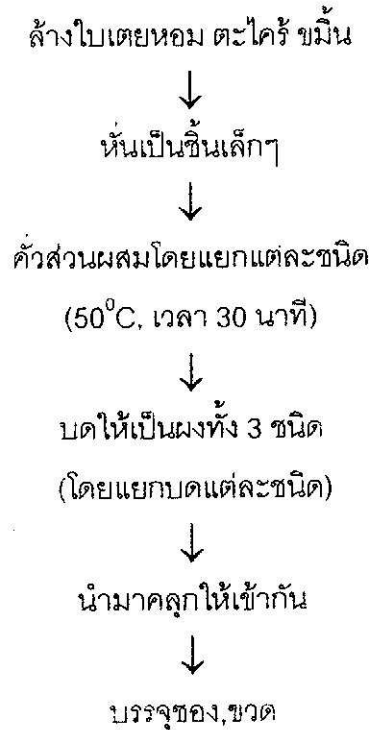 ล้างใบเตยหอม ตะไคร้ ขมิ้น
↓
หั่นเป็นชิ้นเล็กๆ
↓
คั่วส่วนผสมโดยแยกแต่ละชนิด
(50⁰C, เวลา 30 นาที)
↓
บดให้เป็นผงทั้ง 3 ชนิด
(โดยแยกบดแต่ละชนิด)
↓
นำมาคลุกให้เข้ากัน
↓
บรรจุซอง,ขวด